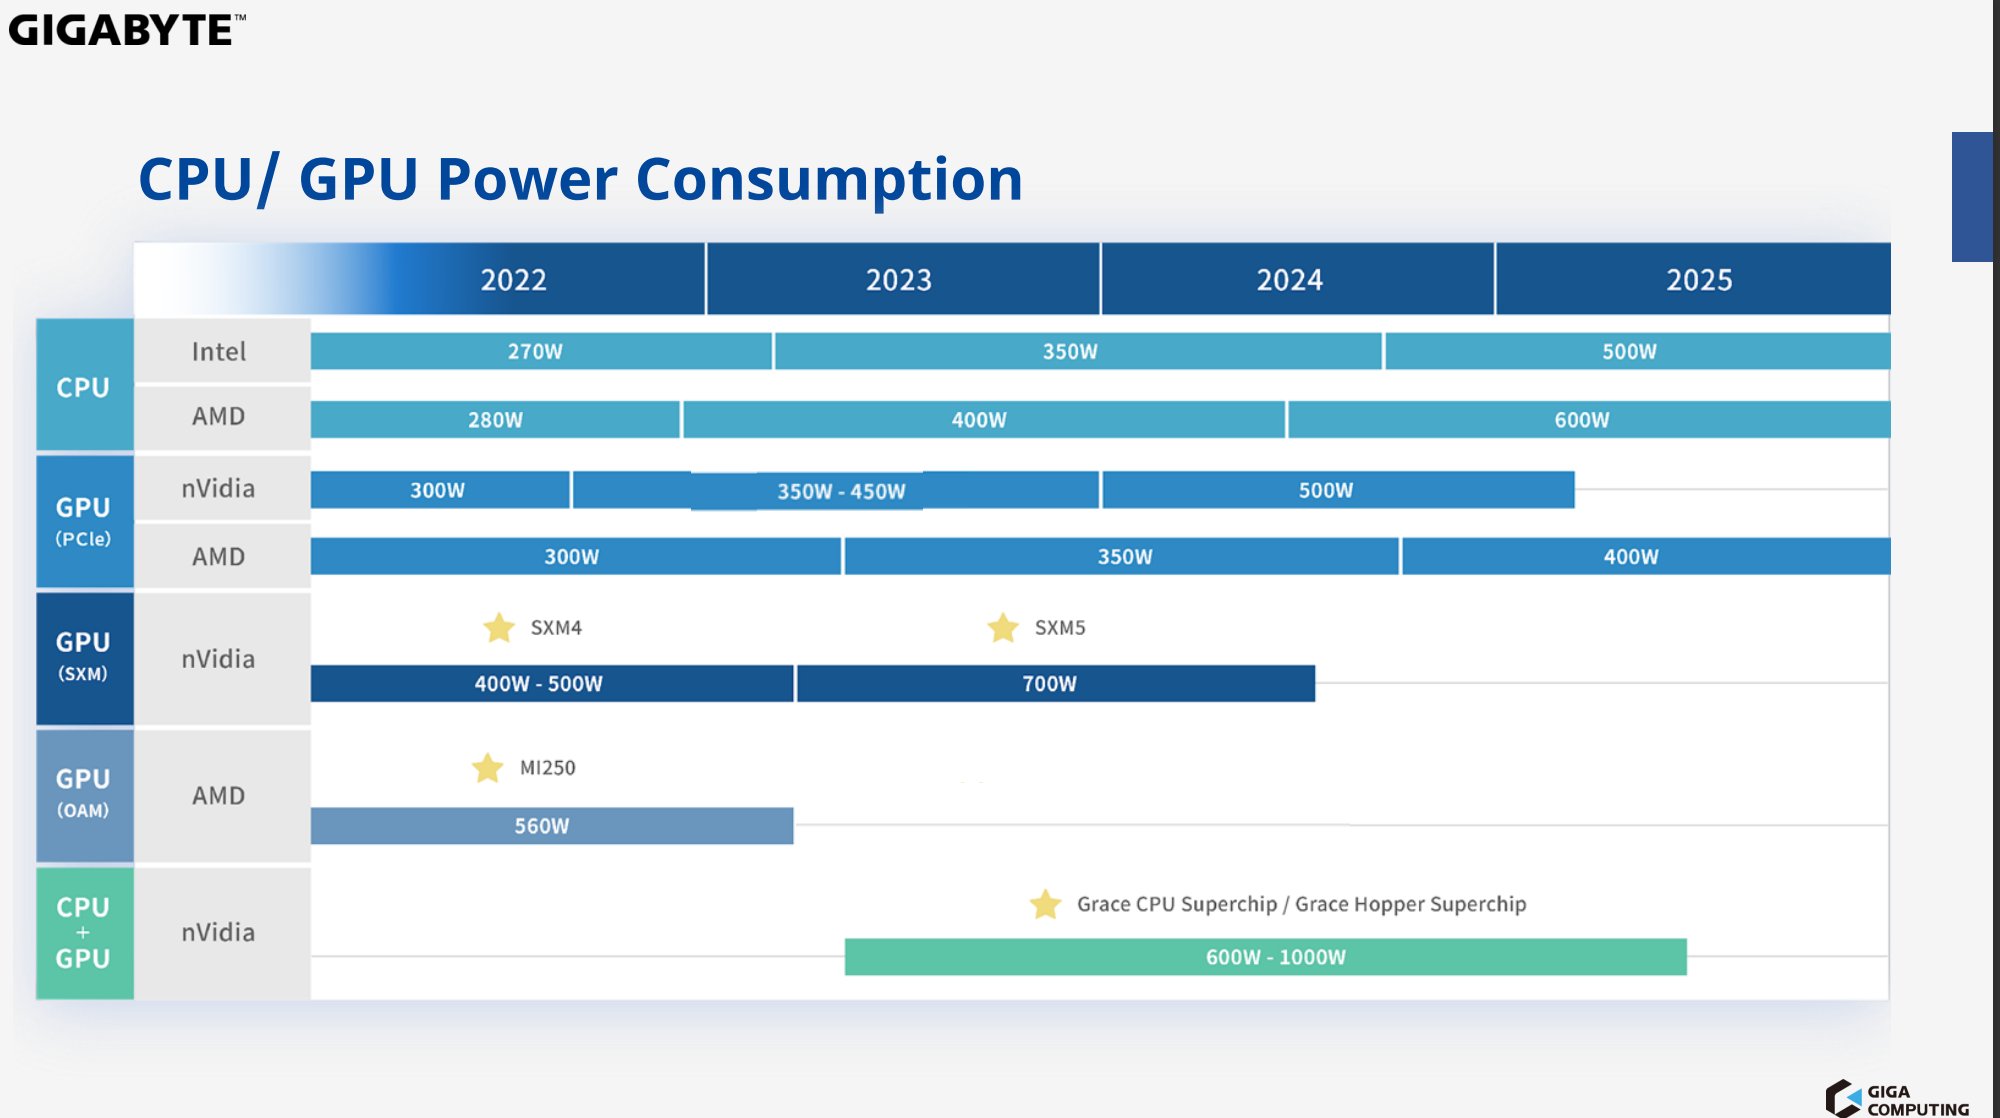 GIGABYTE™
CPU/ GPU Power Consumption
2022 2023 2024 2025
CPU
Intel 270W 350W 500W
AMD 280W 400W 600W
GPU
(PCle)
nVidia 300W 350W - 450W 500W
AMD 300W 350W 400W
GPU
(SXM)
nVidia
SXM4 SXM5
400W - 500W 700W
GPU
(OAM)
AMD
MI250
560W
CPU
+
GPU
nVidia
Grace CPU Superchip / Grace Hopper Superchip
600W - 1000W
GIGA
COMPUTING